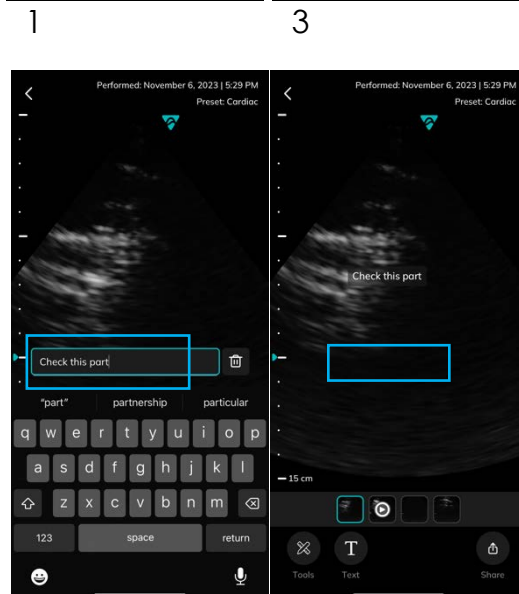 1
3
Performed: November 6, 2023 | 5:29 PM
Preset: Cardiac
Check this part
"part"
partnership
particular
q w e r t y u i o p
a s d f g h j k l
z x c v b n m
123
space
return
Performed: November 6, 2023 | 5:29 PM
Preset: Cardiac
Check this part
15 cm
T
Tools
Text
Share